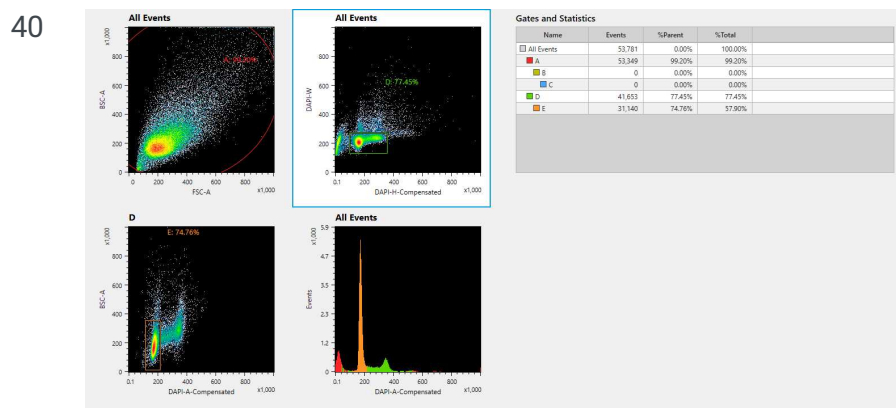 40
All Events
x1,000
800
600
400
200
0
BSC-A
0
200
400
600
800
x1,000
FSC-A
All Events
D: 77.45%
x1,000
800
600
400
200
0
DAPI-W
0.1
200
400
600
800
x1,000
DAPI-H-Compensated
Gates and Statistics
Name Events %Parent %Total
All Events 53,781 0.00% 100.00%
A 53,349 99.20% 99.20%
B 0 0.00% 0.00%
C 0 0.00% 0.00%
D 41,653 77.45% 77.45%
E 31,140 74.76% 57.90%
D
E: 74.76%
x1,000
800
600
400
200
0
BSC-A
0.1
200
400
600
800
x1,000
DAPI-A-Compensated
All Events
x1,000
5.9
4.7
3.5
2.3
1.2
0
Events
0.1
200
400
600
800
x1,000
DAPI-A-Compensated